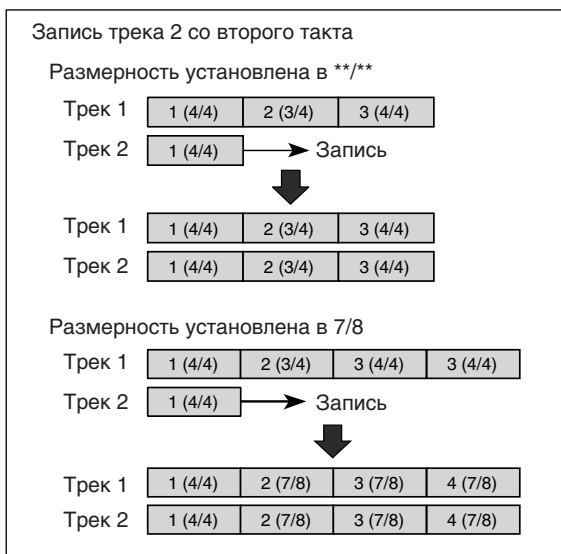 Запись трека 2 со второго такта
Размерность установлена в **/**
Трек 1 1 (4/4) 2 (3/4) 3 (4/4)
Трек 2 1 (4/4) Запись
Трек 1 1 (4/4) 2 (3/4) 3 (4/4)
Трек 2 1 (4/4) 2 (3/4) 3 (4/4)
Размерность установлена в 7/8
Трек 1 1 (4/4) 2 (3/4) 3 (4/4) 3 (4/4)
Трек 2 1 (4/4) Запись
Трек 1 1 (4/4) 2 (7/8) 3 (7/8) 4 (7/8)
Трек 2 1 (4/4) 2 (7/8) 3 (7/8) 4 (7/8)